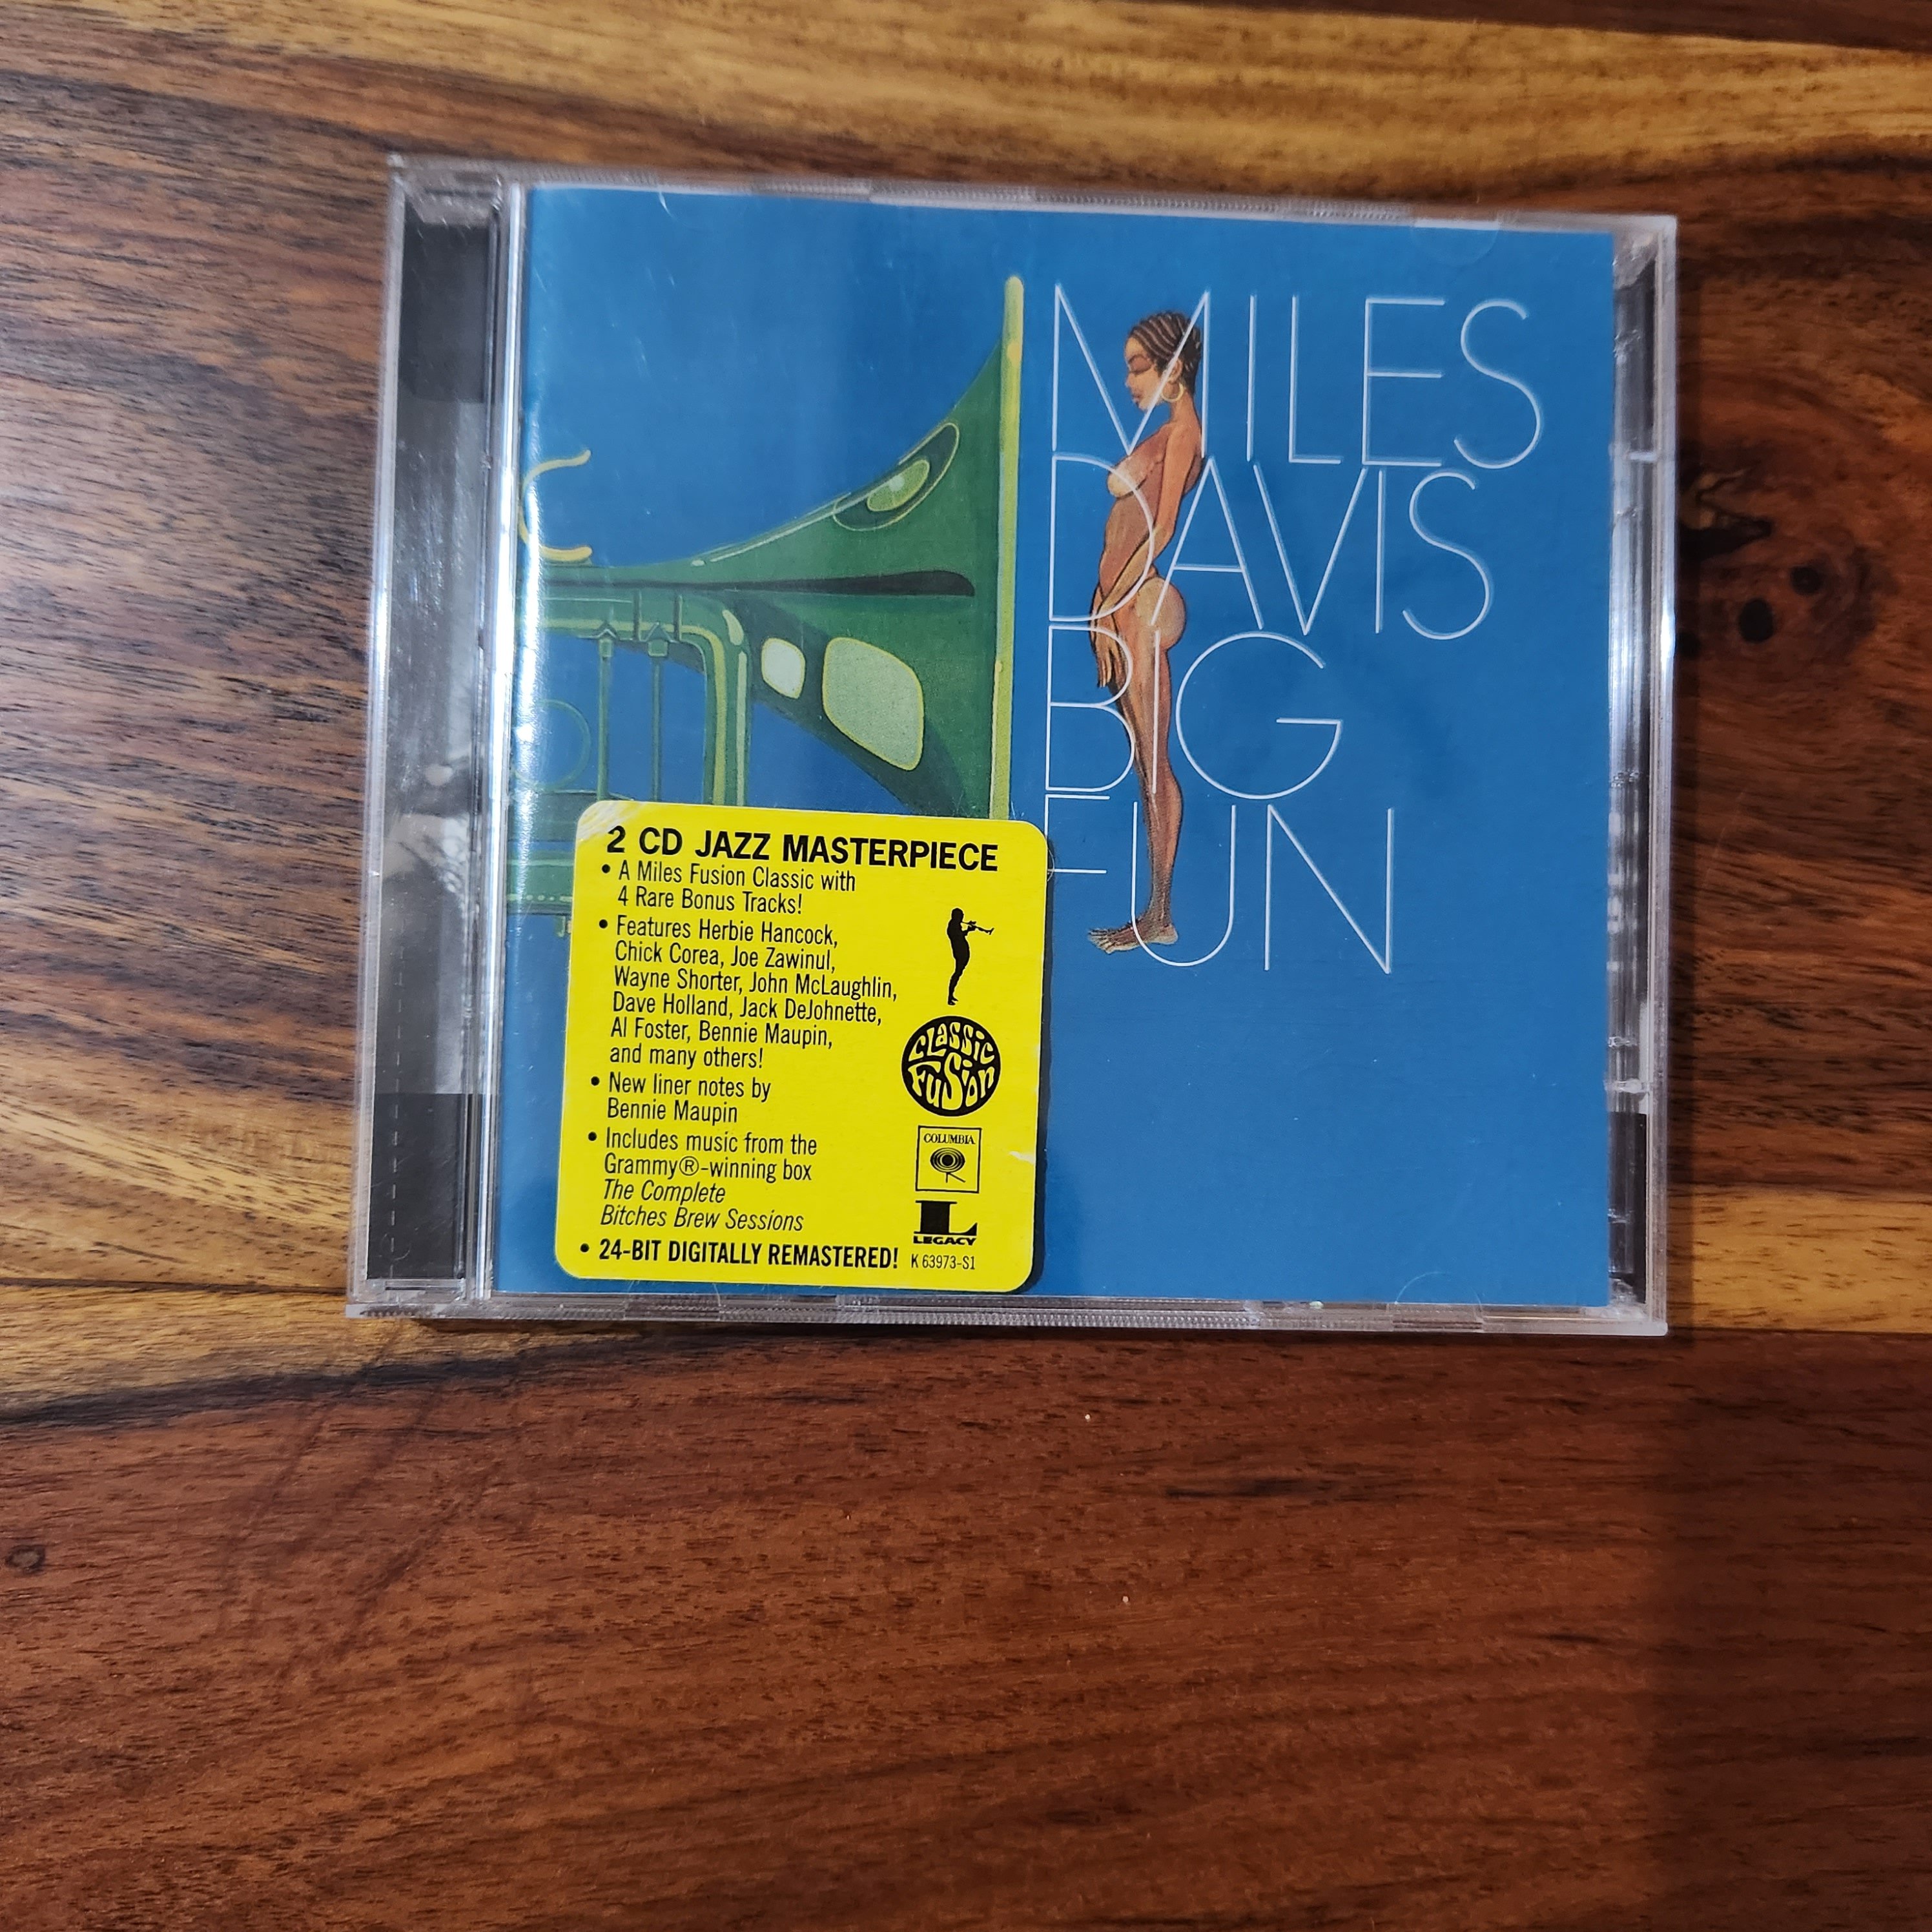 MILES
DAVIS
BIG
FUN
2 CD JAZZ MASTERPIECE
• A Miles Fusion Classic with
4 Rare Bonus Tracks!
• Features Herbie Hancock,
Chick Corea, Joe Zawinul,
Wayne Shorter, John McLaughlin,
Dave Holland, Jack DeJohnette,
Al Foster, Bennie Maupin,
and many others!
• New liner notes by
Bennie Maupin
• Includes music from the
Grammy®-winning box
The Complete
Bitches Brew Sessions
• 24-BIT DIGITALLY REMASTERED!
CLASSIC
FUSION
COLUMBIA
L
LEGACY
K 63973-S1